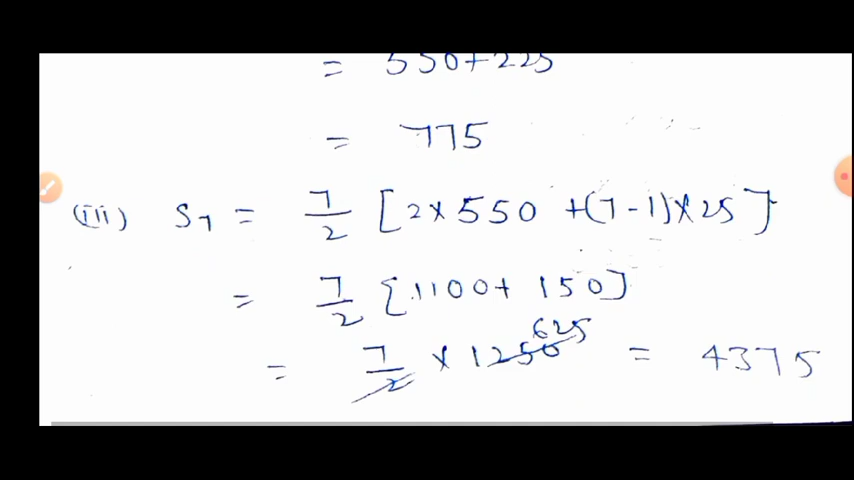 = 550+225
= 775
(iii) S7 = 7/2 [2×550 +(7-1)×25]
= 7/2 [1100+ 150]
= 7/2 × 1250 625 = 4375